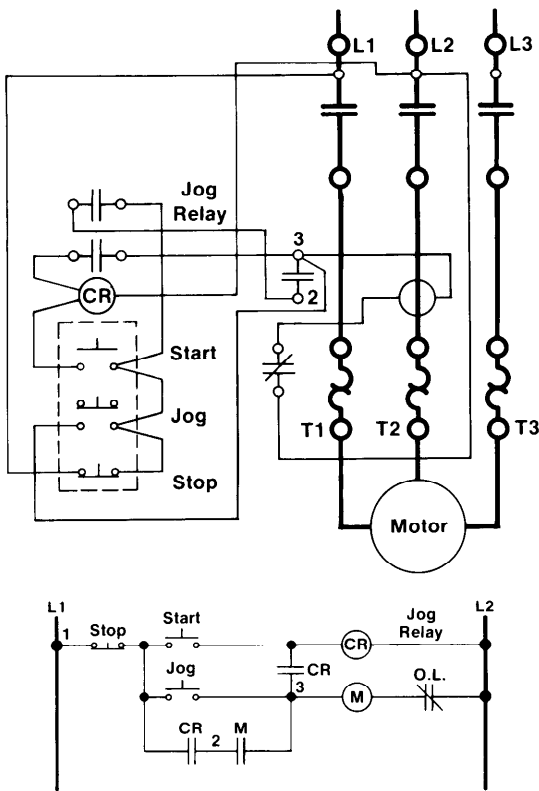 L1 L2 L3
Jog
Relay
3
CR
2
Start
Jog
T1 T2 T3
Stop
Motor
L1 L2
1 Stop Start Jog
Relay
CR
Jog CR O.L.
3 M
CR 2 M